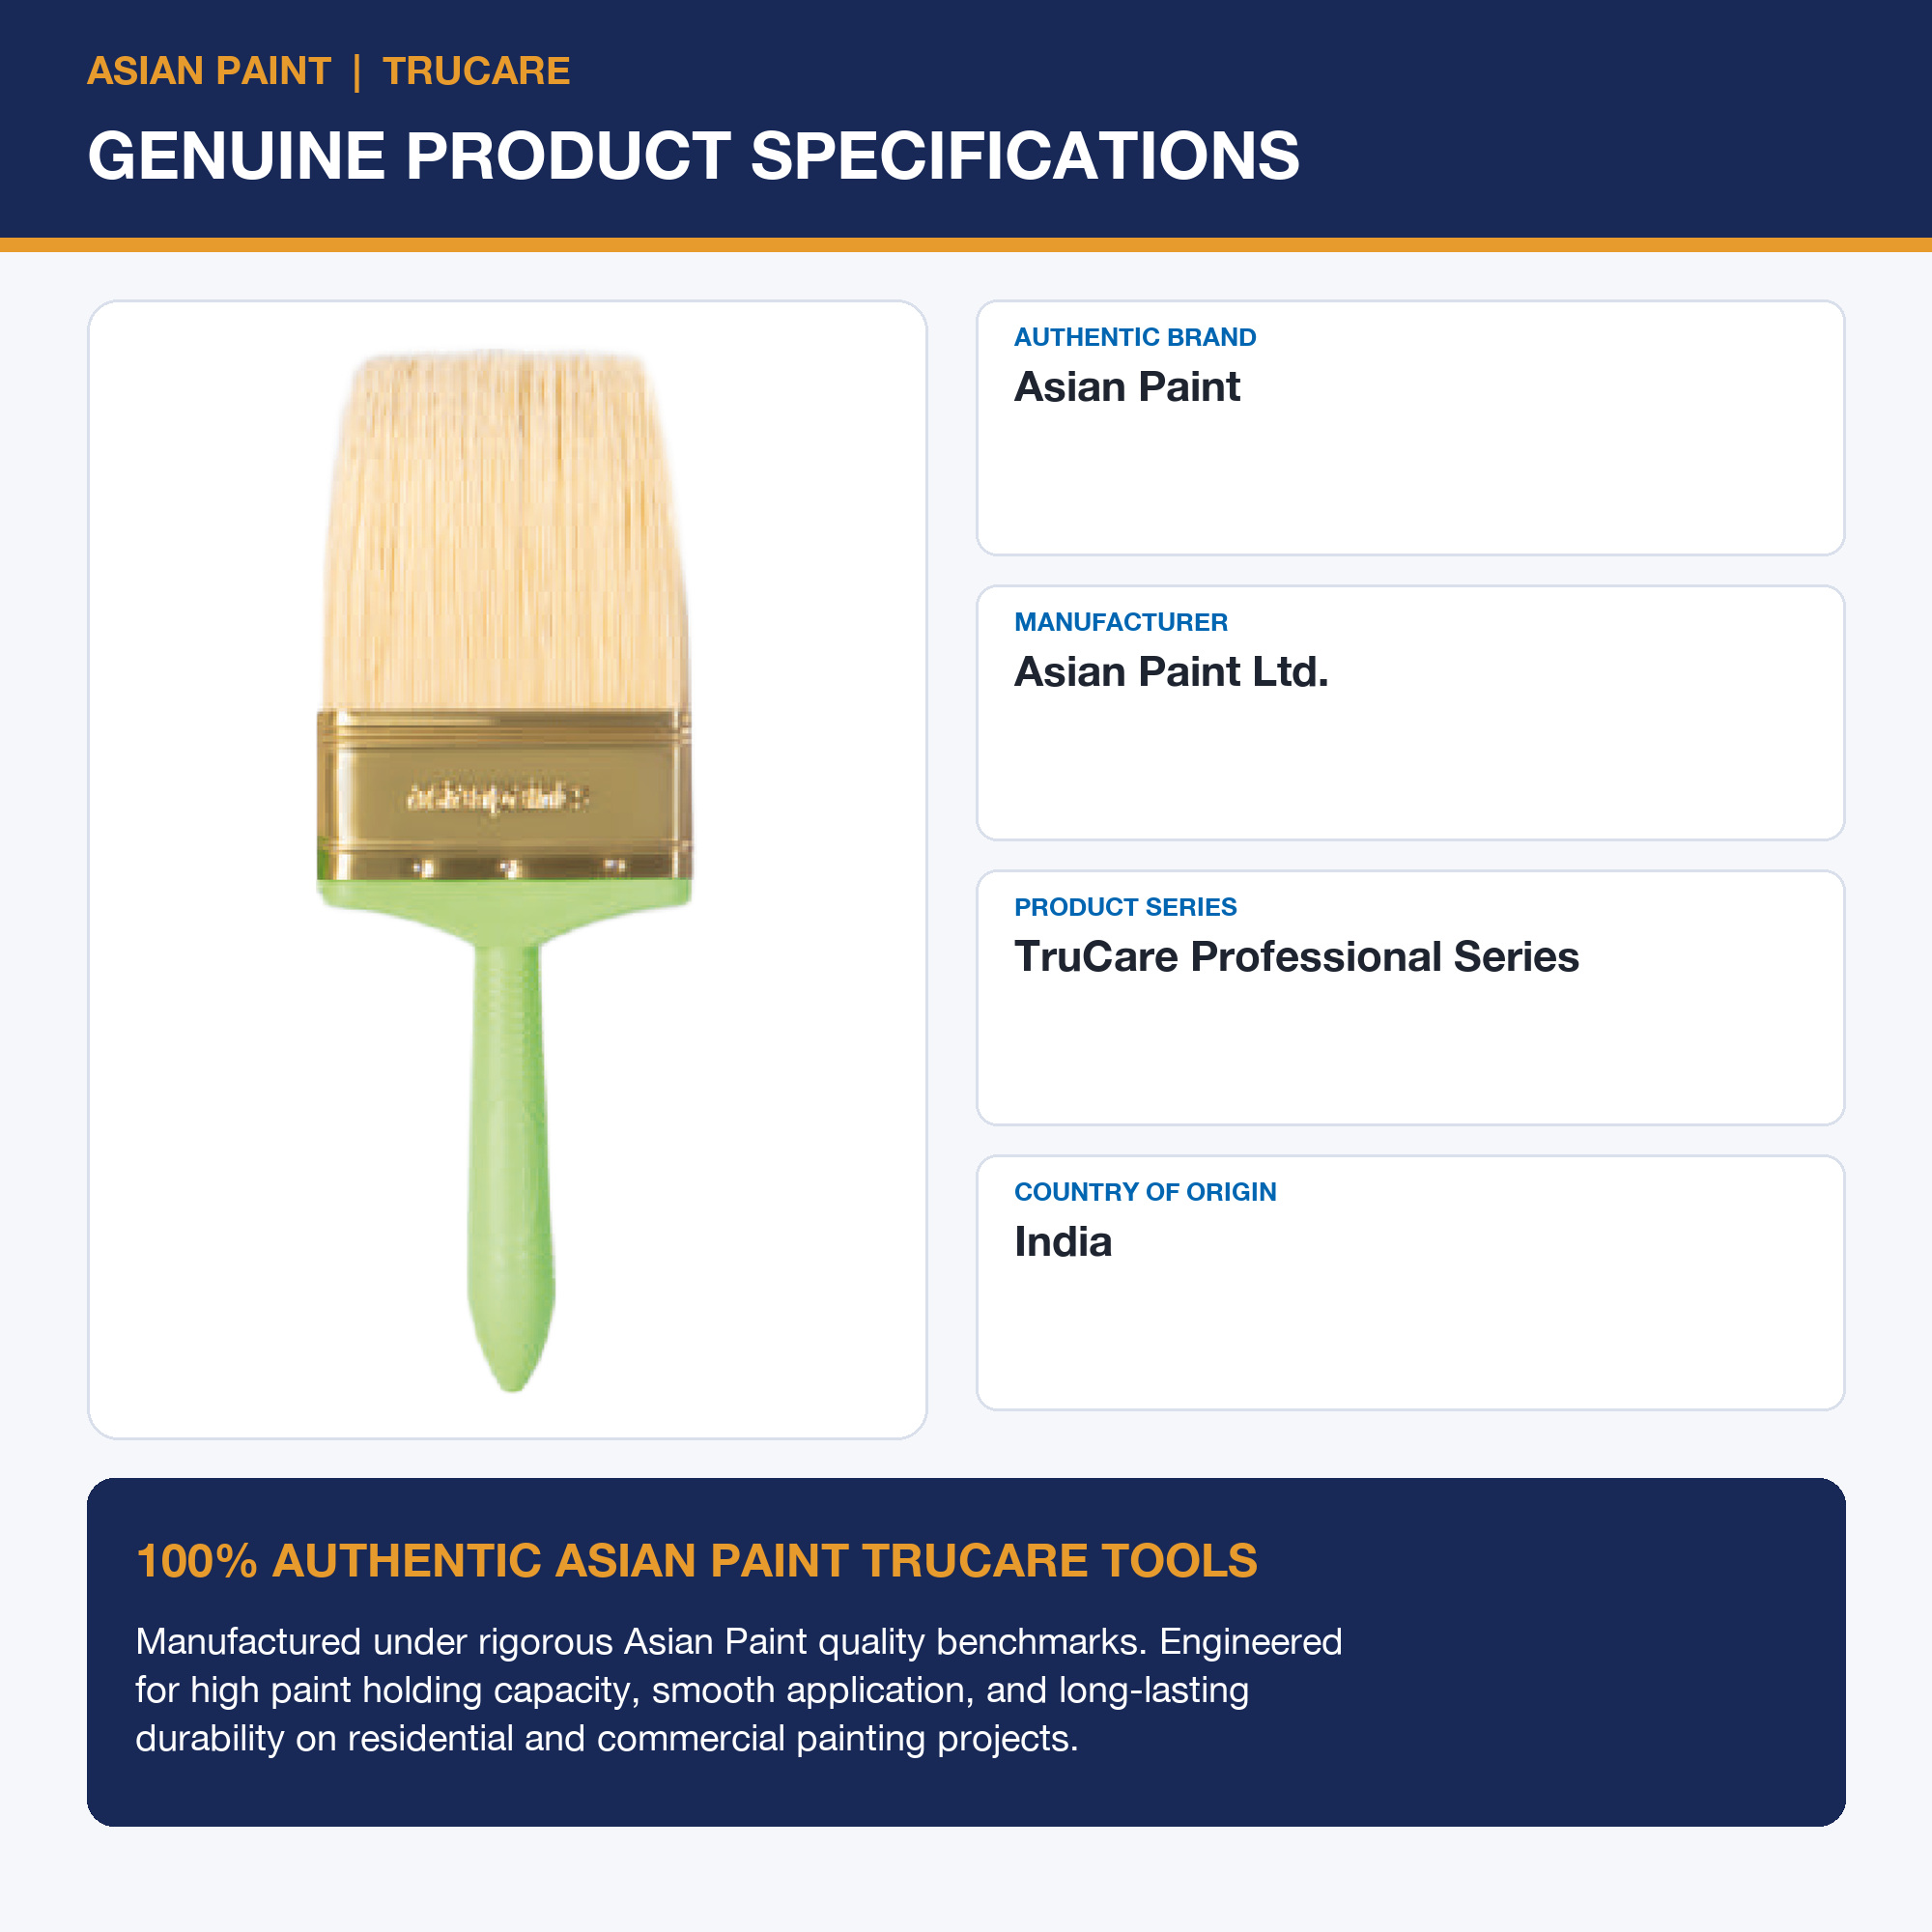 ASIAN PAINT | TRUCARE
GENUINE PRODUCT SPECIFICATIONS
AUTHENTIC BRAND
Asian Paint
MANUFACTURER
Asian Paint Ltd.
PRODUCT SERIES
TruCare Professional Series
COUNTRY OF ORIGIN
India
100% AUTHENTIC ASIAN PAINT TRUCARE TOOLS
Manufactured under rigorous Asian Paint quality benchmarks. Engineered
for high paint holding capacity, smooth application, and long-lasting
durability on residential and commercial painting projects.